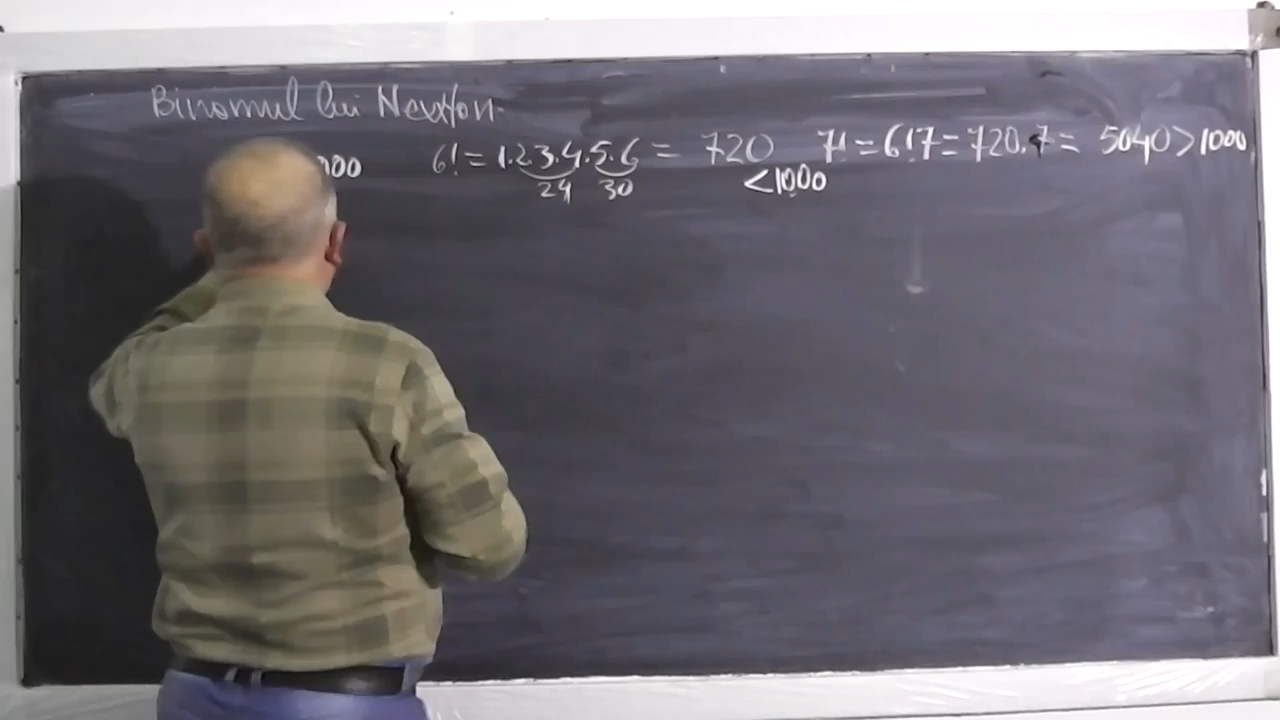 Binomul lui Newton.
000 6! = 1.2.3.4.5.6 = 720 7! = 6!7 = 720.7 = 5040 > 1000
24 30 < 1000